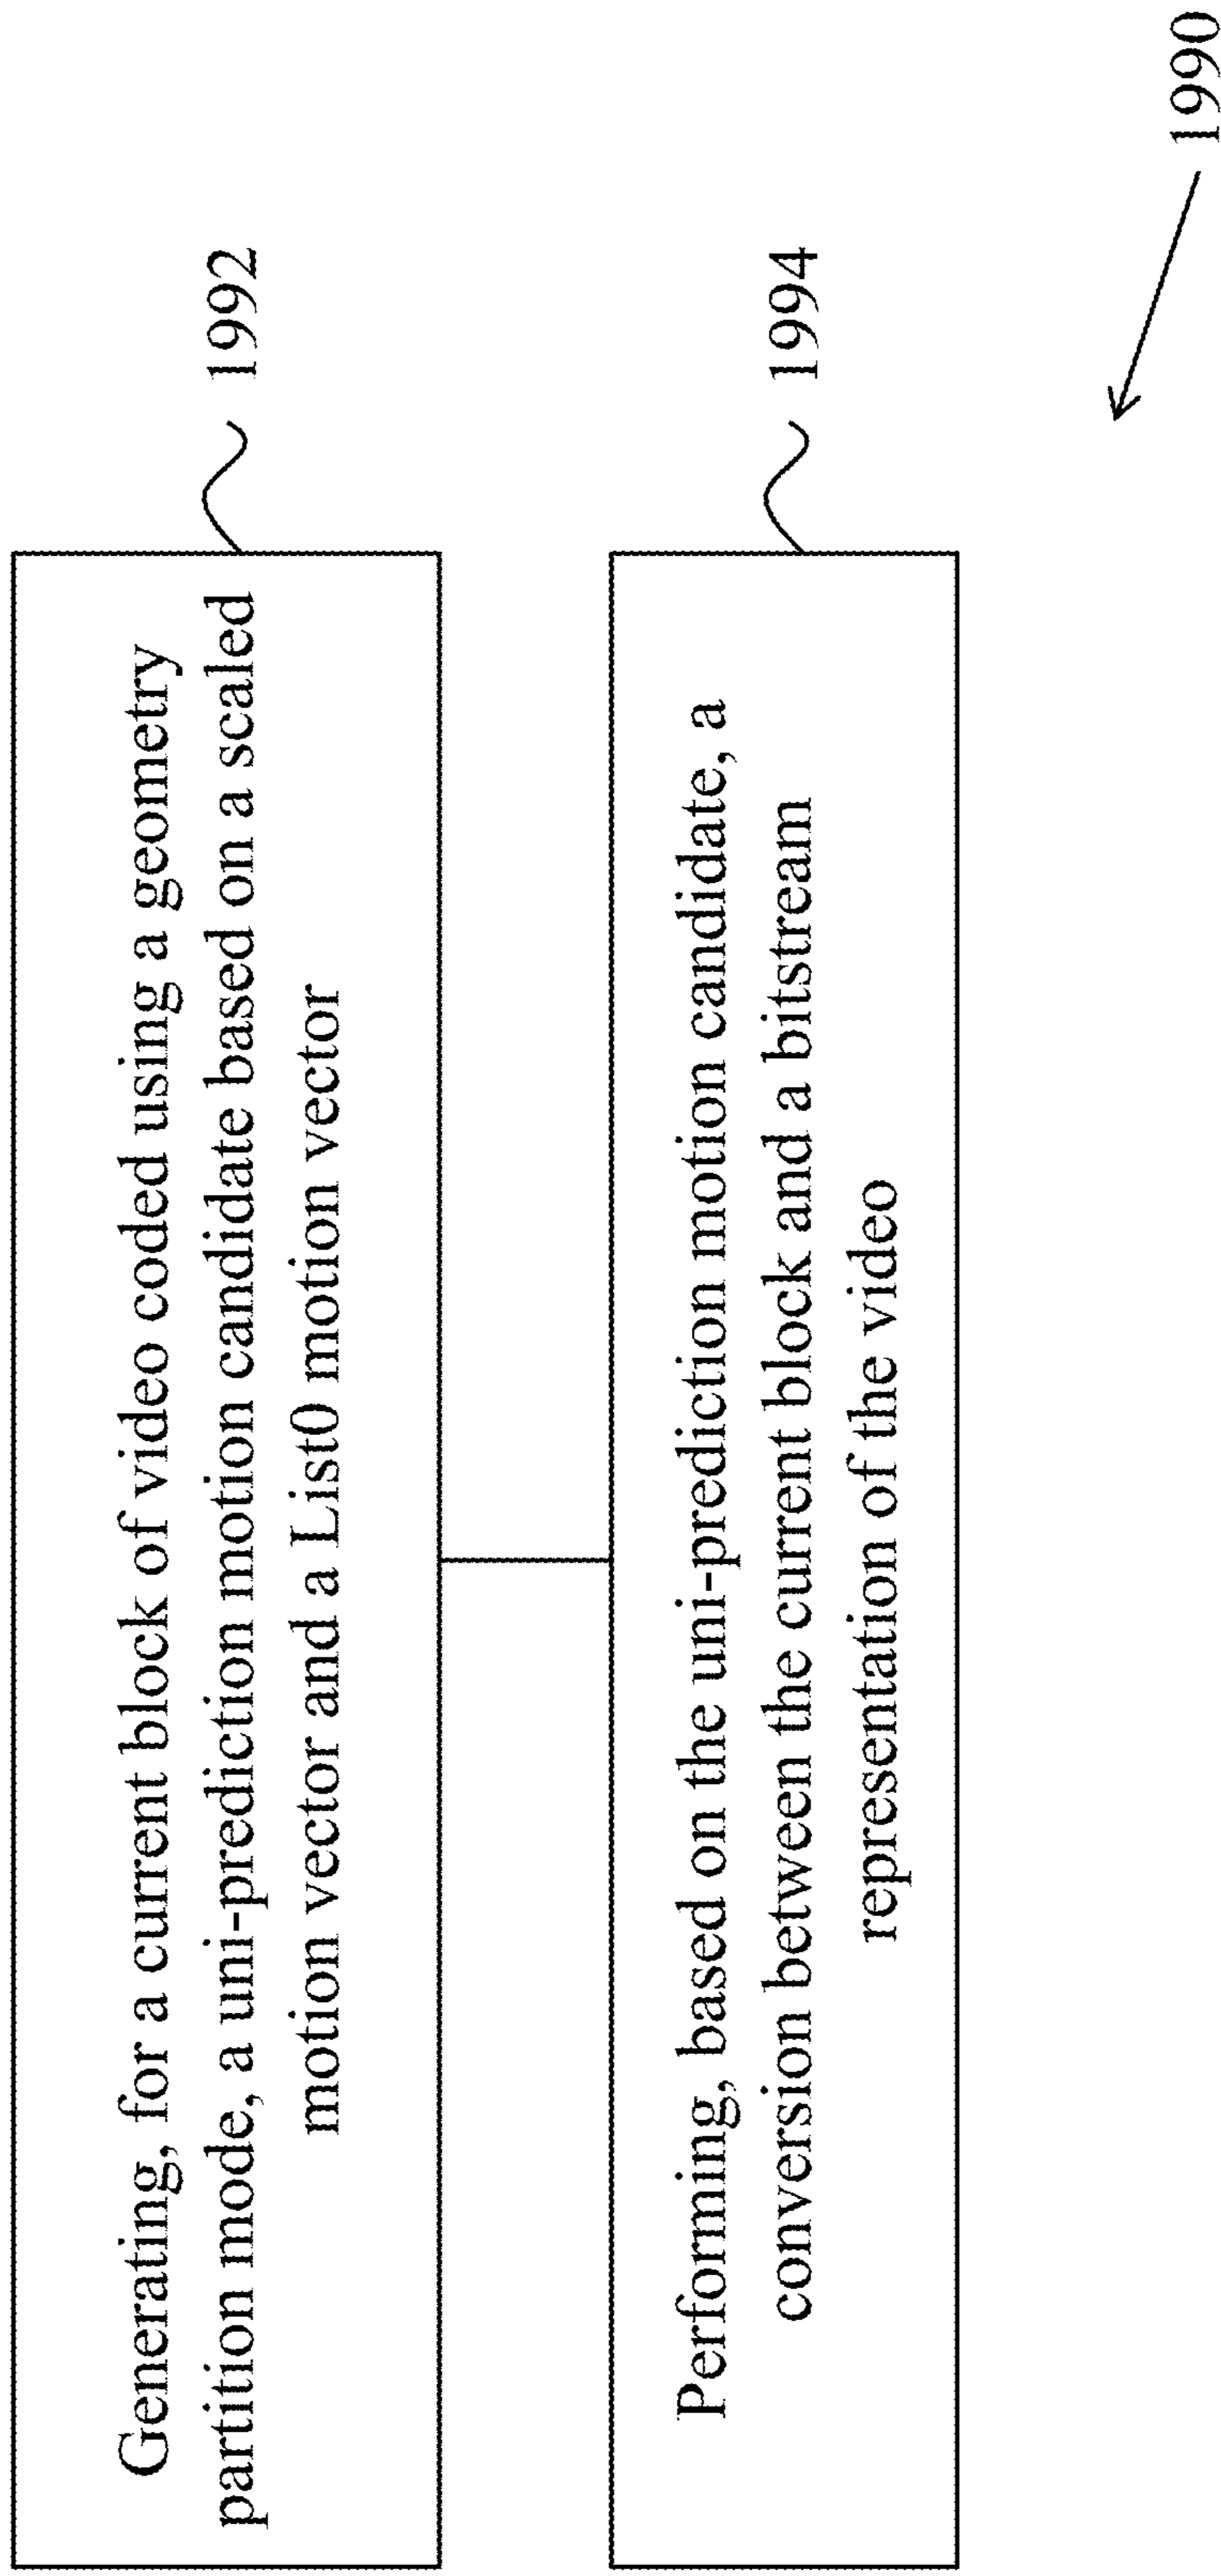 Generating, for a current block of video coded using a geometry
partition mode, a uni-prediction motion candidate based on a scaled
motion vector and a List0 motion vector
1992
Performing, based on the uni-prediction motion candidate, a
conversion between the current block and a bitstream
representation of the video
1994
1990